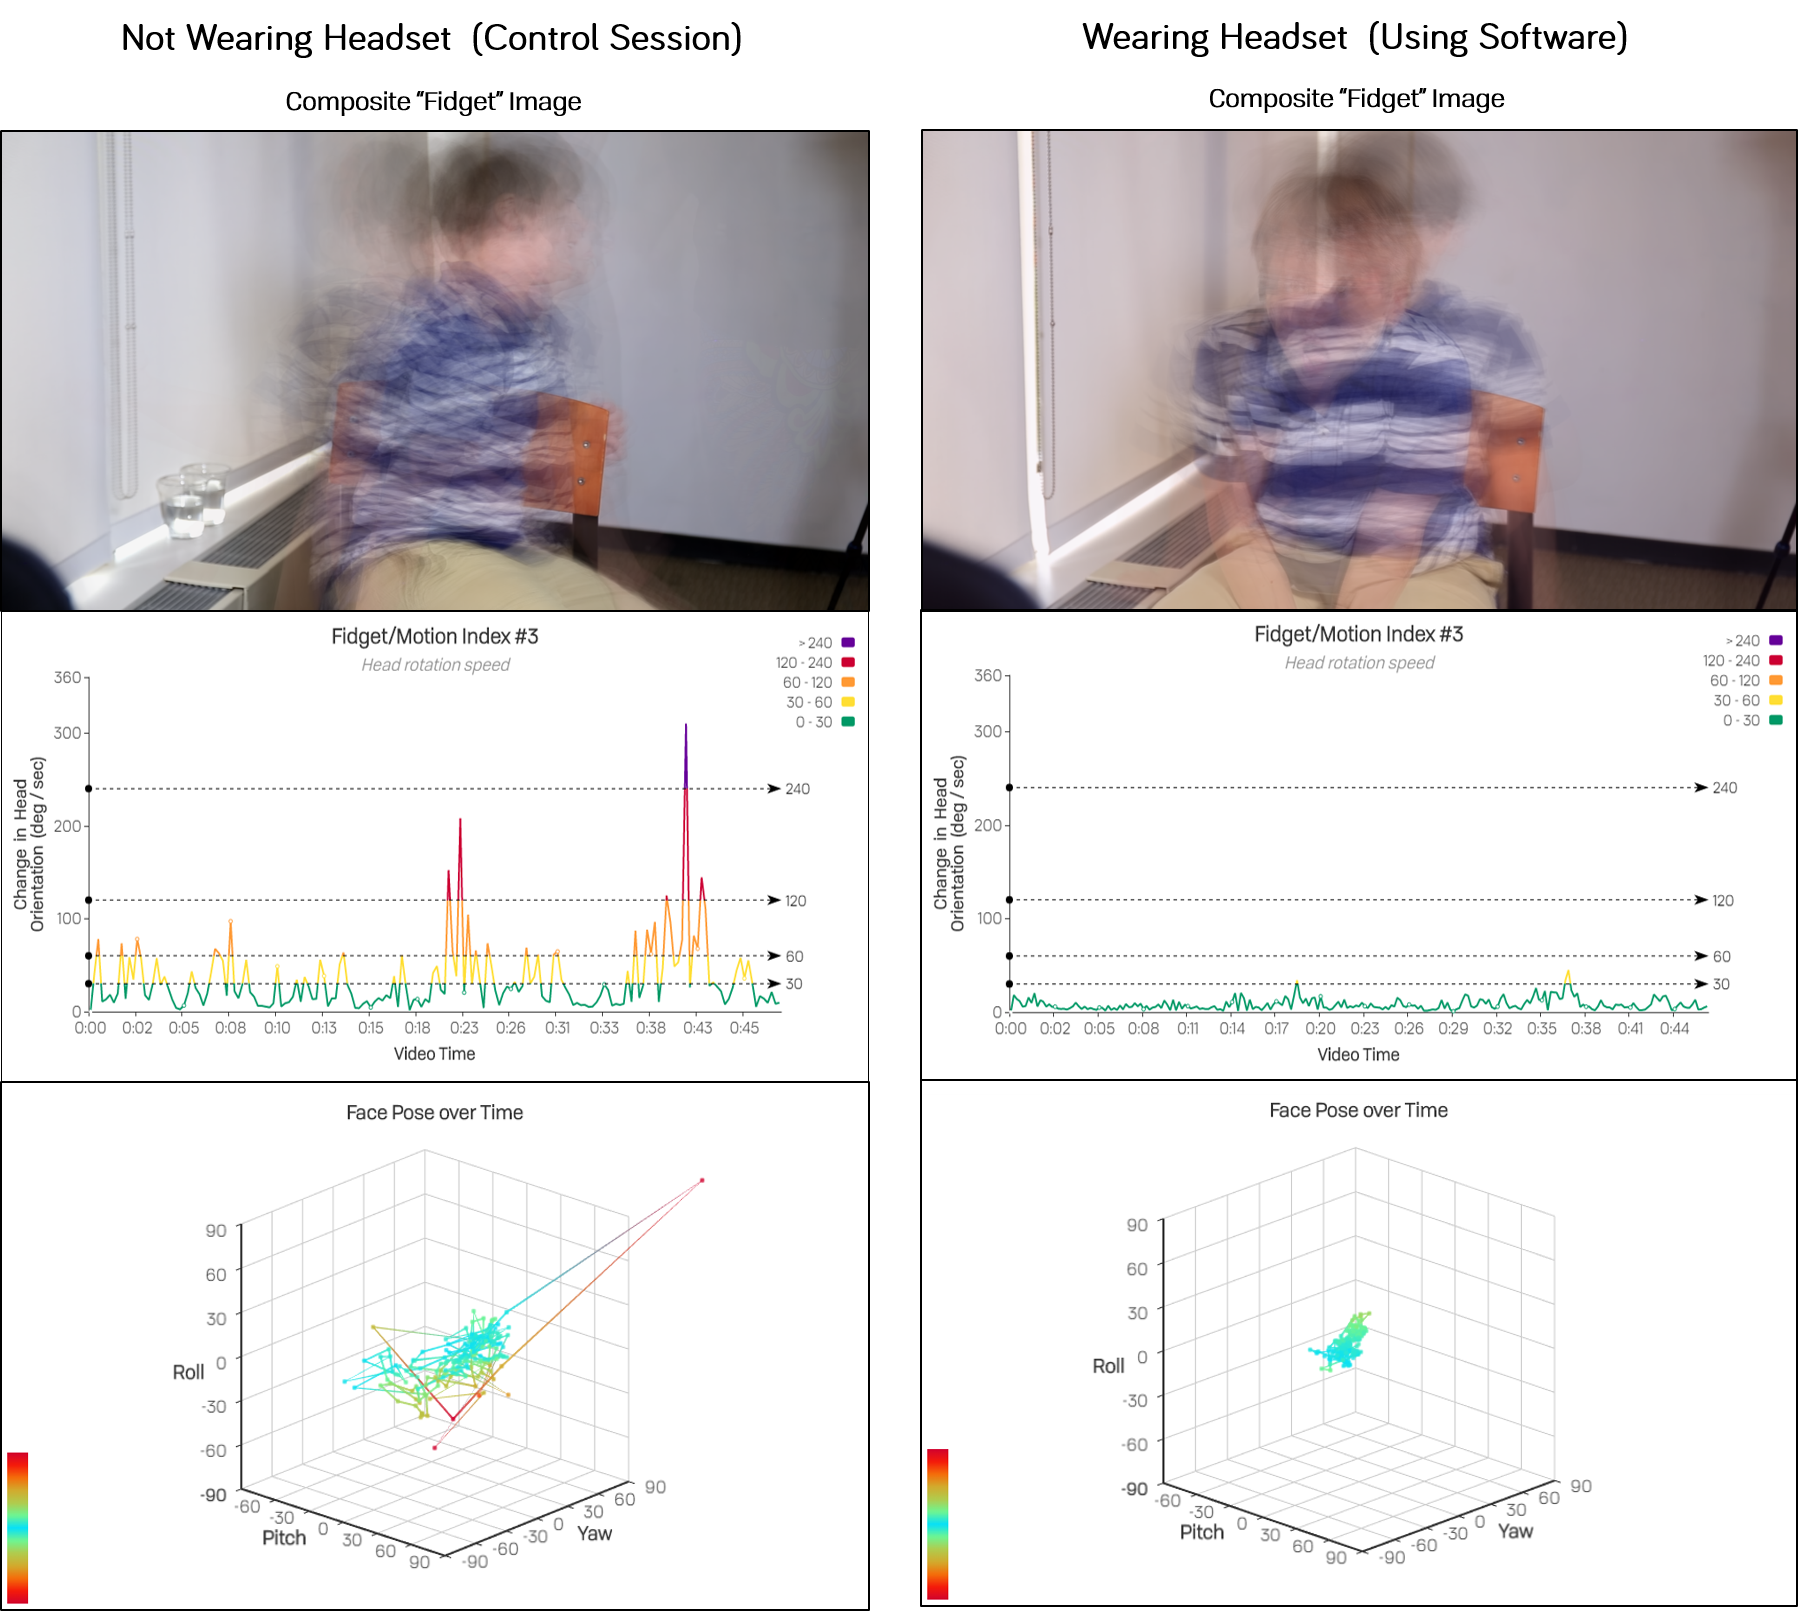 Not Wearing Headset (Control Session)
Composite “Fidget” Image
Fidget/Motion Index #3
Head rotation speed
> 240
120 - 240
60 - 120
30 - 60
0 - 30
360
300
200
100
0
240
120
60
30
Change in Head
Orientation (deg / sec)
0:00 0:02 0:05 0:08 0:10 0:13 0:15 0:18 0:23 0:26 0:31 0:33 0:38 0:43 0:45
Video Time
Face Pose over Time
90
60
30
0
-30
-60
-90
Roll
-60 -30 0 30 60 90
Pitch
-90 -60 -30 0 30 60 90
Yaw
Wearing Headset (Using Software)
Composite “Fidget” Image
Fidget/Motion Index #3
Head rotation speed
> 240
120 - 240
60 - 120
30 - 60
0 - 30
360
300
200
100
0
240
120
60
30
Change in Head
Orientation (deg / sec)
0:00 0:02 0:05 0:08 0:11 0:14 0:17 0:20 0:23 0:26 0:29 0:32 0:35 0:38 0:41 0:44
Video Time
Face Pose over Time
90
60
30
0
-30
-60
-90
Roll
-60 -30 0 30 60 90
Pitch
-90 -60 -30 0 30 60 90
Yaw